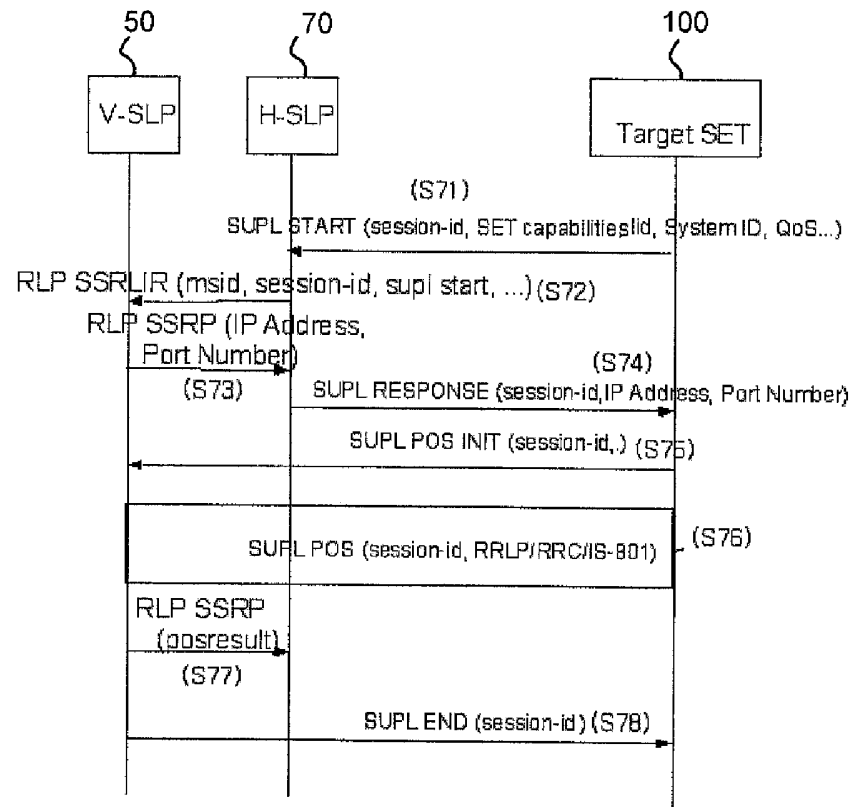 50
70
100
V-SLP
H-SLP
Target SET
(S71)
SUPL START (session-id, SET capabilities, lid, System ID, QoS...)
RLP SSRLIR (msid, session-id, supl start, ...) (S72)
RLP SSRP (IP Address,
Port Number)
(S73)
(S74)
SUPL RESPONSE (session-id,IP Address, Port Number)
SUPL POS INIT (session-id,.) (S75)
SUPL POS (session-id, RRLP/RRC/IS-801)
(S76)
RLP SSRP
(posresult)
(S77)
SUPL END (session-id) (S78)